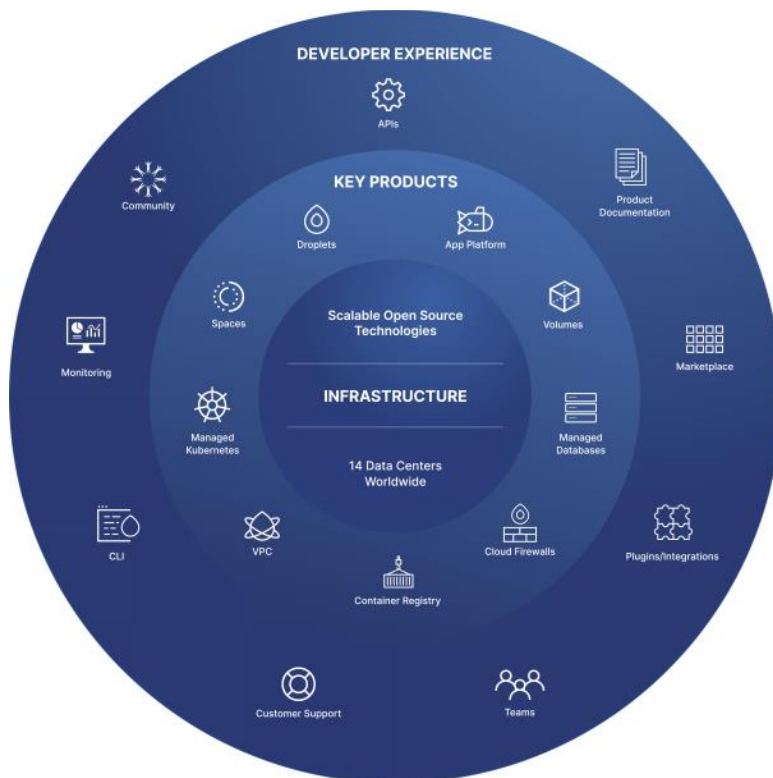 DEVELOPER EXPERIENCE
APIs
Community
Product
Documentation
Monitoring
Marketplace
CLI
Plugins/Integrations
Customer Support
Teams
KEY PRODUCTS
Droplets
App Platform
Spaces
Volumes
Managed
Kubernetes
Managed
Databases
VPC
Cloud Firewalls
Container Registry
Scalable Open Source
Technologies
INFRASTRUCTURE
14 Data Centers
Worldwide